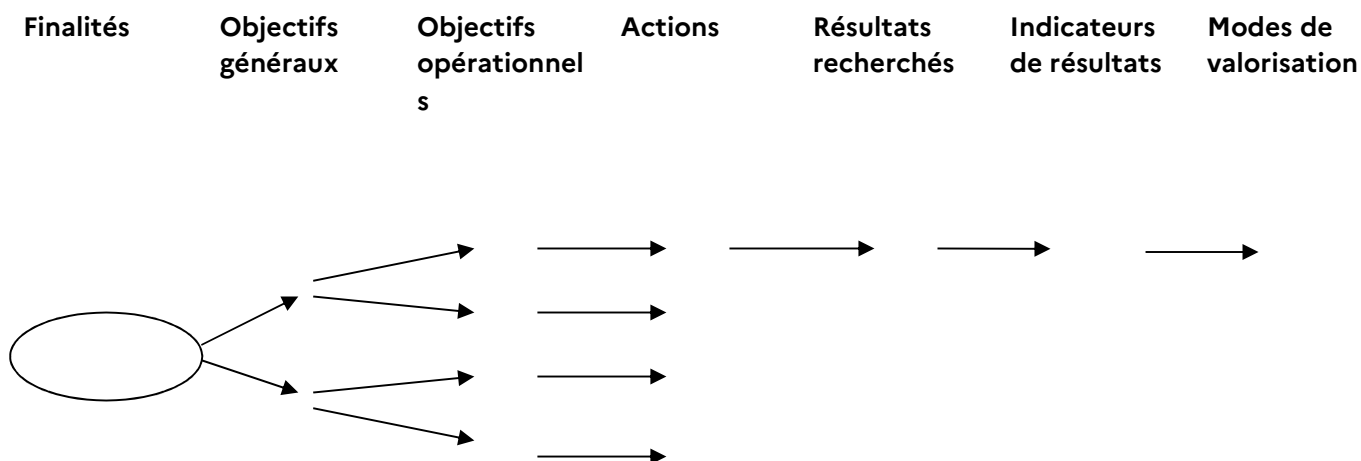 Finalités
Objectifs
généraux
Objectifs
opérationnel
s
Actions
Résultats
recherchés
Indicateurs
de résultats
Modes de
valorisation